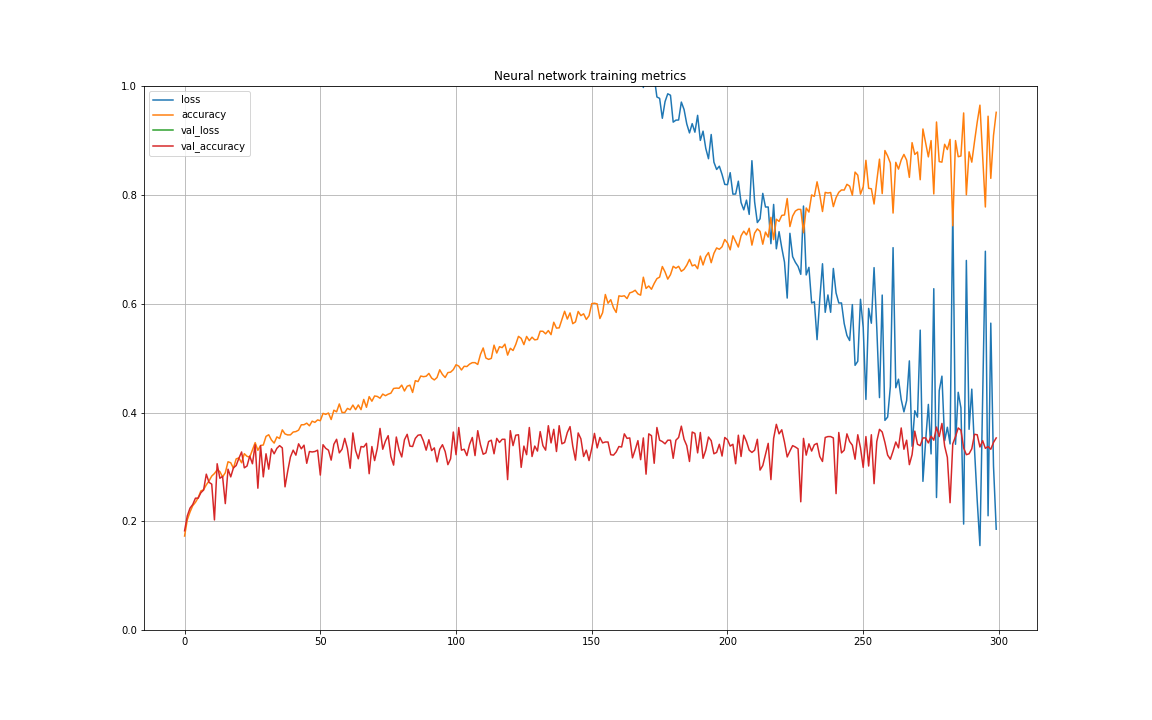 Neural network training metrics
1.0
loss
accuracy
val_loss
val_accuracy
0.8
0.6
0.4
0.2
0.0
0 50 100 150 200 250 300